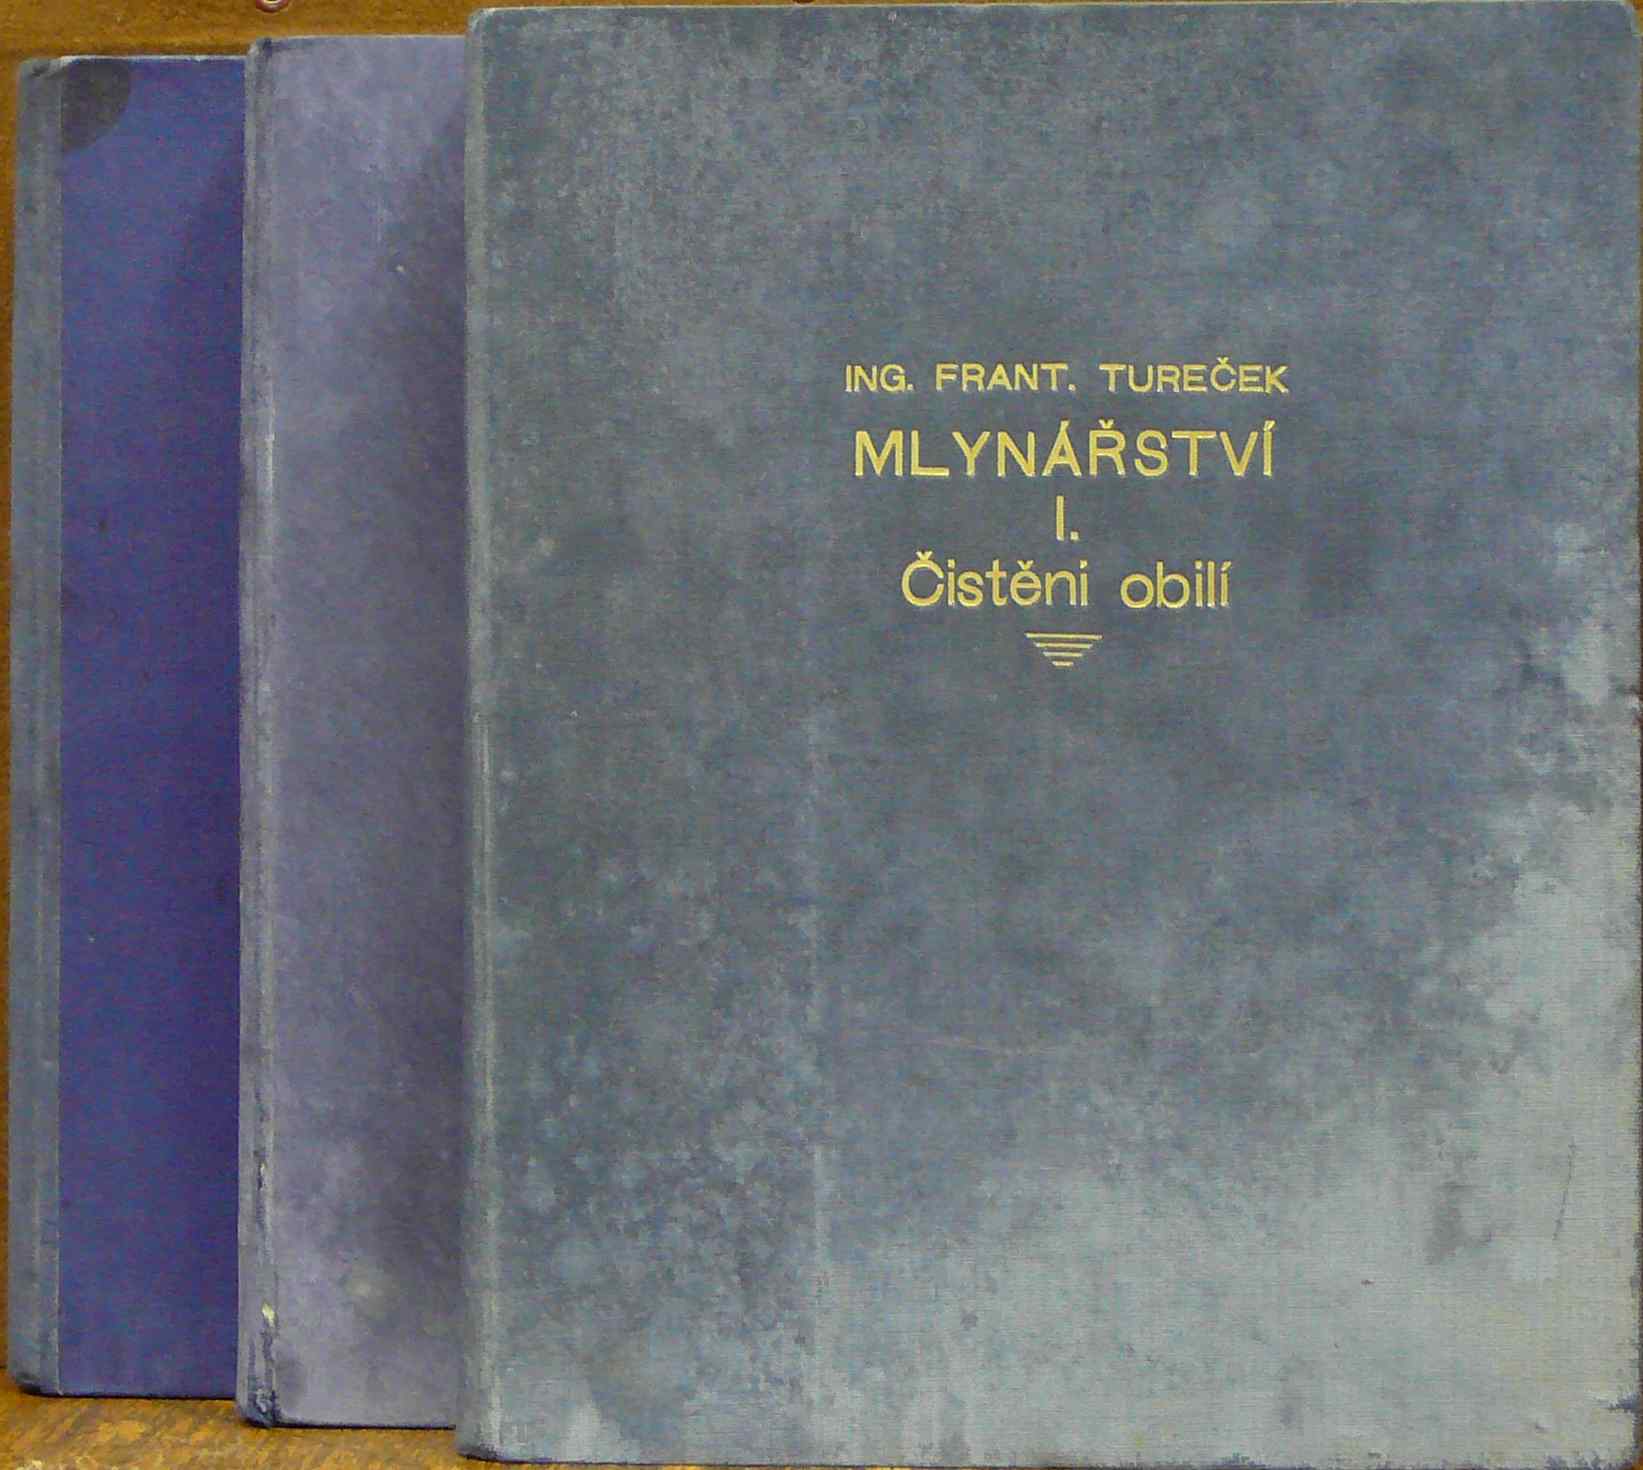 ING. FRANT. TUREČEK
MLYNÁŘSTVÍ
I.
Čistěni obilí